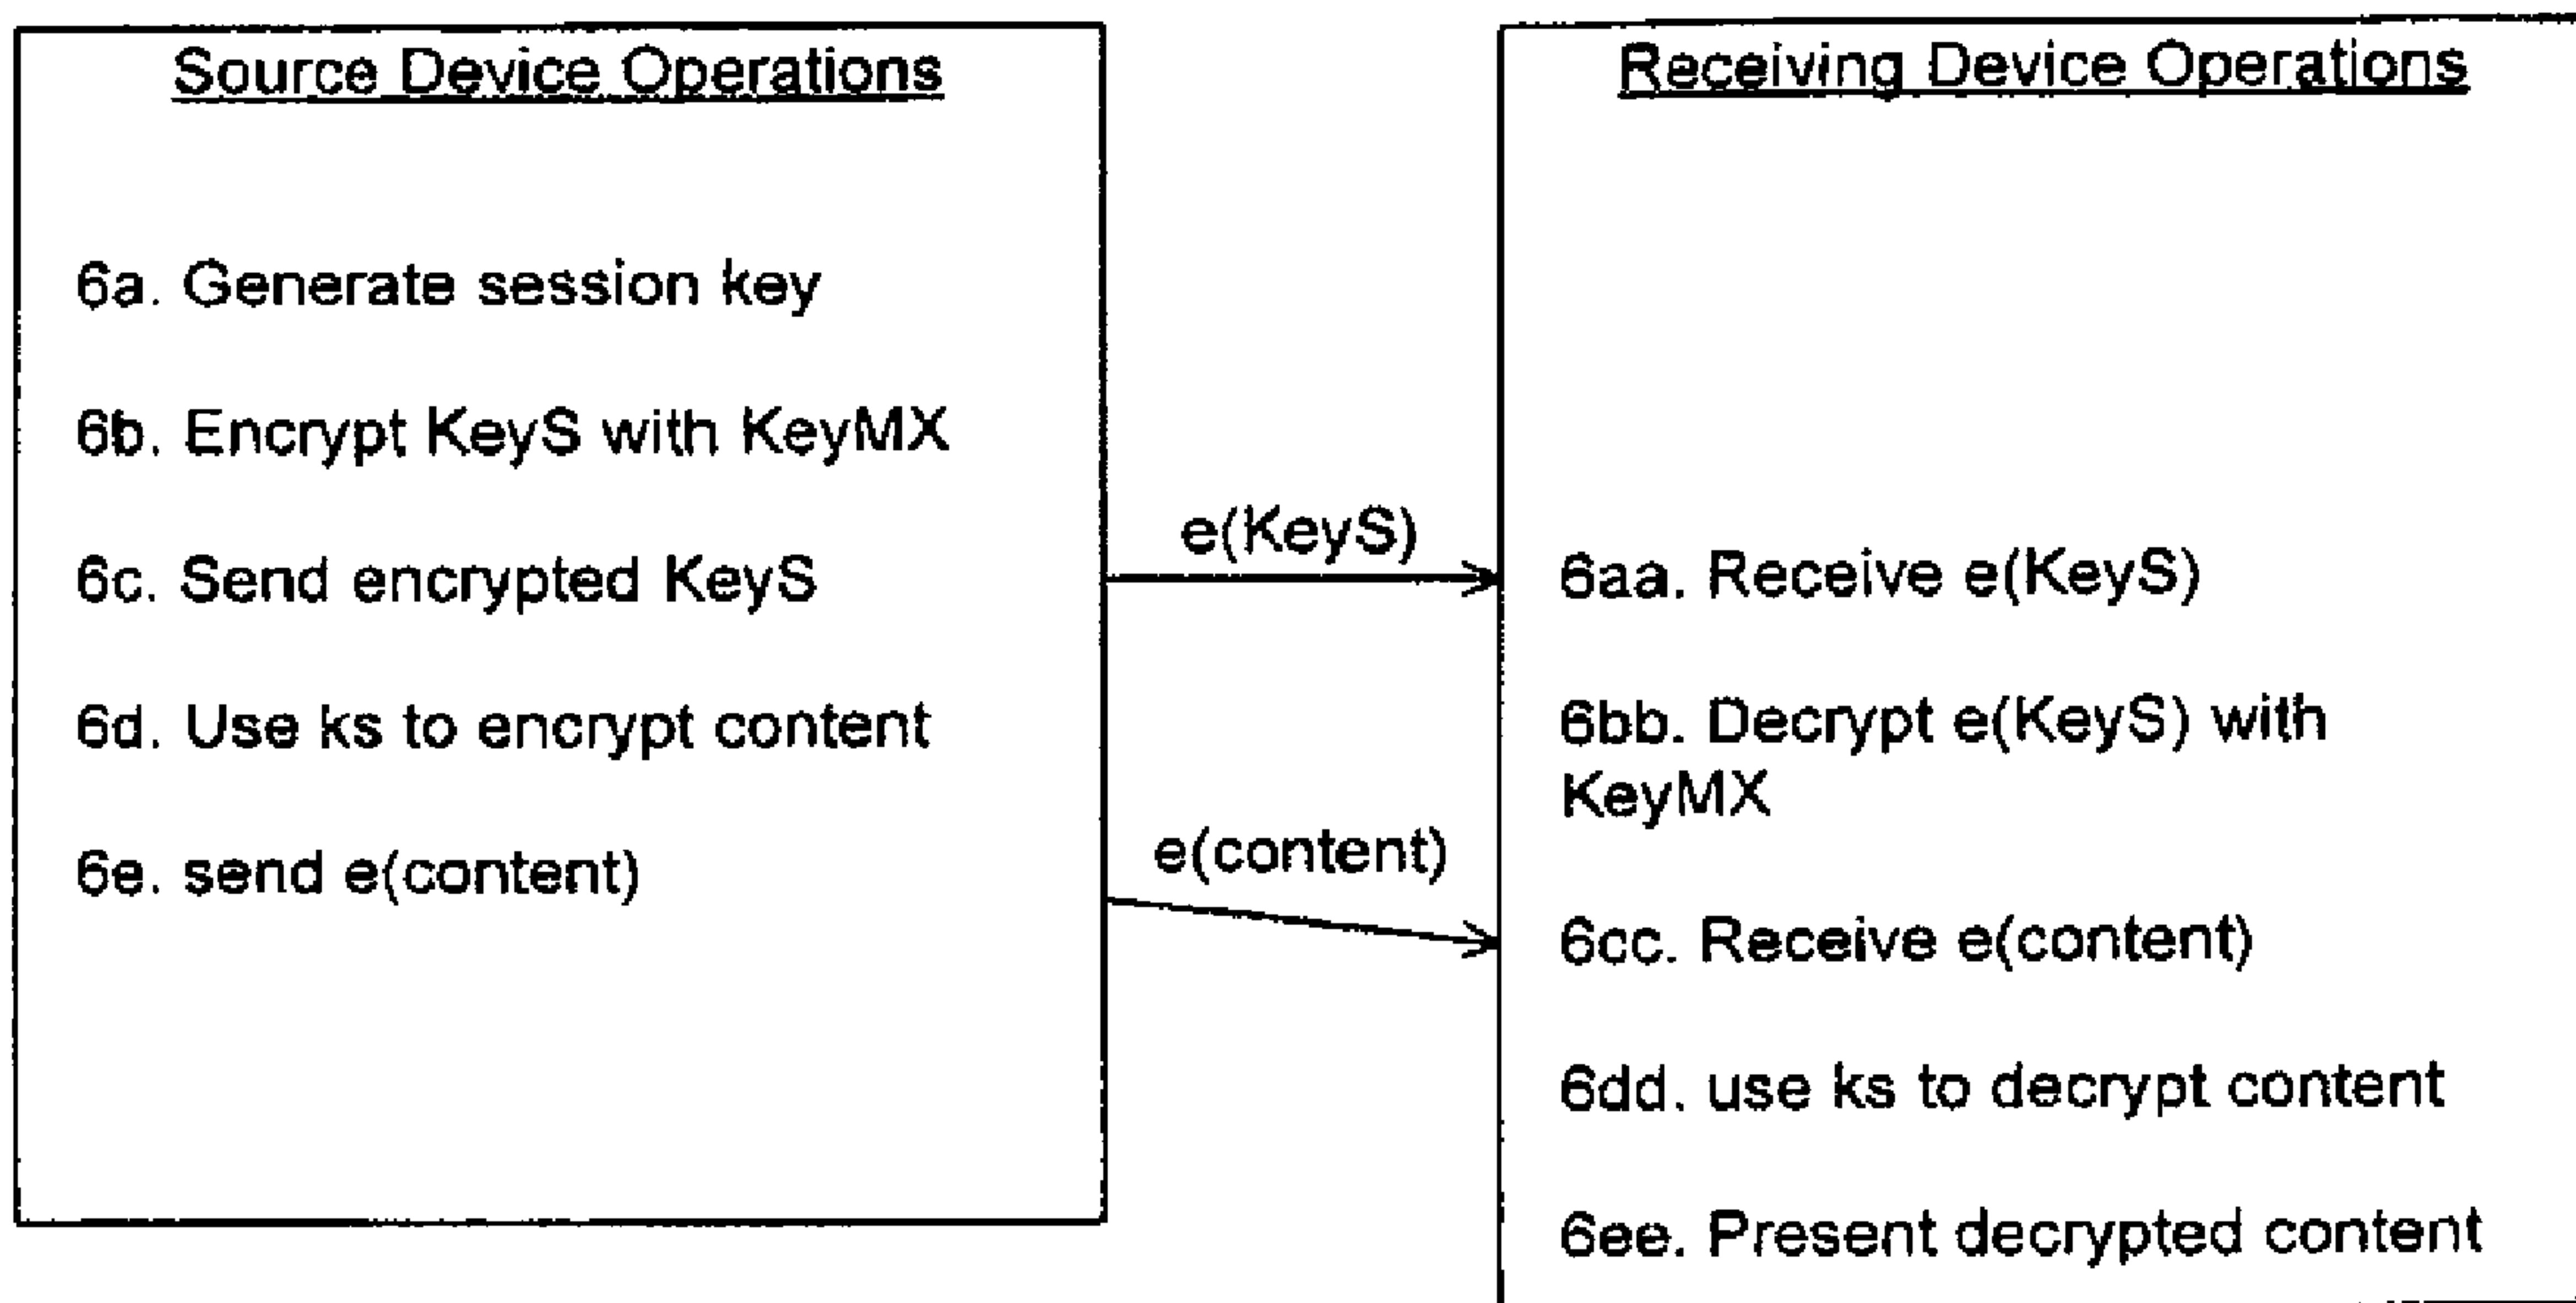 Source Device Operations
6a. Generate session key
6b. Encrypt KeyS with KeyMX
6c. Send encrypted KeyS
6d. Use ks to encrypt content
6e. send e(content)
e(KeyS)
e(content)
Receiving Device Operations
6aa. Receive e(KeyS)
6bb. Decrypt e(KeyS) with
KeyMX
6cc. Receive e(content)
6dd. use ks to decrypt content
6ee. Present decrypted content